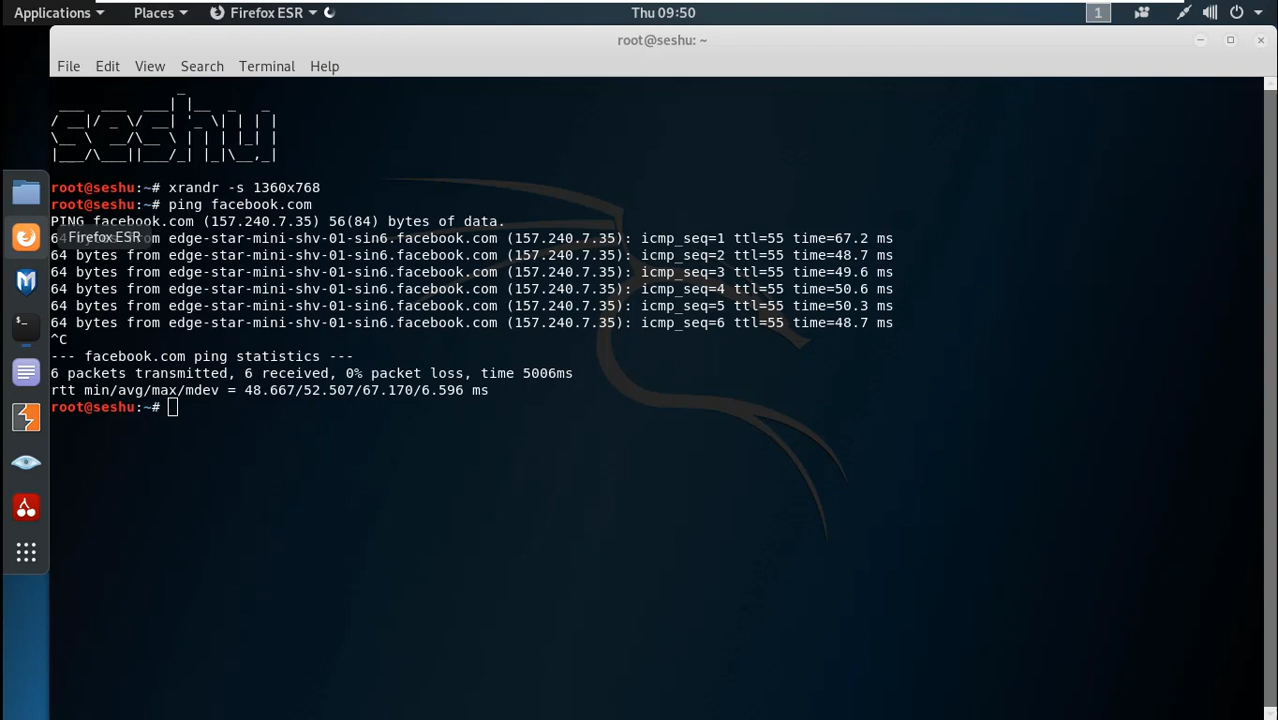 Applications Places Firefox ESR Thu 09:50 1
root@seshu: ~
File Edit View Search Terminal Help
seshu
root@seshu:~# xrandr -s 1360x768
root@seshu:~# ping facebook.com
PING facebook.com (157.240.7.35) 56(84) bytes of data.
Firefox ESR
64 bytes from edge-star-mini-shv-01-sin6.facebook.com (157.240.7.35): icmp_seq=1 ttl=55 time=67.2 ms
64 bytes from edge-star-mini-shv-01-sin6.facebook.com (157.240.7.35): icmp_seq=2 ttl=55 time=48.7 ms
64 bytes from edge-star-mini-shv-01-sin6.facebook.com (157.240.7.35): icmp_seq=3 ttl=55 time=49.6 ms
64 bytes from edge-star-mini-shv-01-sin6.facebook.com (157.240.7.35): icmp_seq=4 ttl=55 time=50.6 ms
64 bytes from edge-star-mini-shv-01-sin6.facebook.com (157.240.7.35): icmp_seq=5 ttl=55 time=50.3 ms
64 bytes from edge-star-mini-shv-01-sin6.facebook.com (157.240.7.35): icmp_seq=6 ttl=55 time=48.7 ms
^C
--- facebook.com ping statistics ---
6 packets transmitted, 6 received, 0% packet loss, time 5006ms
rtt min/avg/max/mdev = 48.667/52.507/67.170/6.596 ms
root@seshu:~#